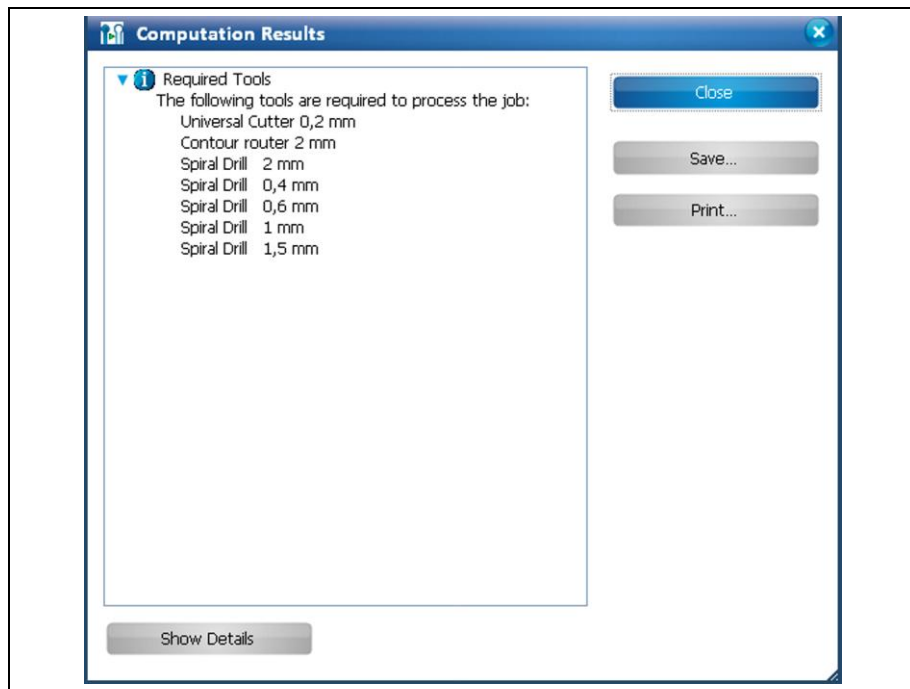 Computation Results
Required Tools
The following tools are required to process the job:
Universal Cutter 0,2 mm
Contour router 2 mm
Spiral Drill 2 mm
Spiral Drill 0,4 mm
Spiral Drill 0,6 mm
Spiral Drill 1 mm
Spiral Drill 1,5 mm
Close
Save...
Print...
Show Details